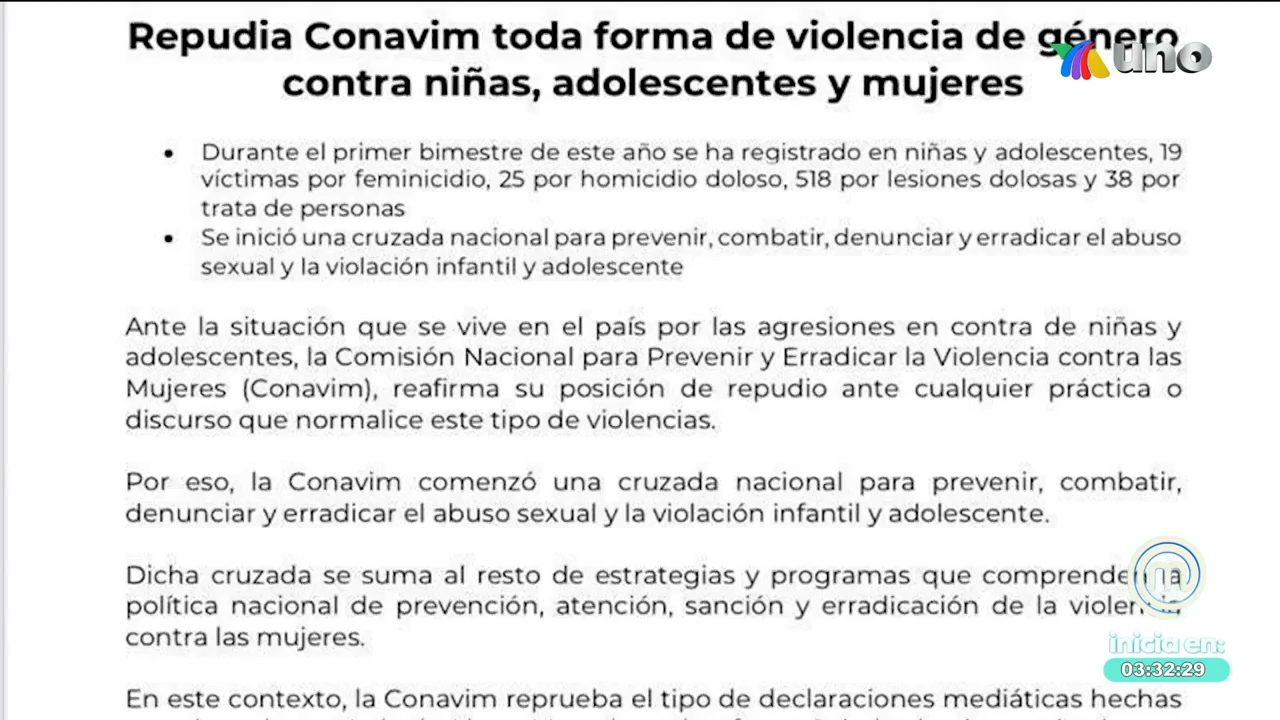 Repudia Conavim toda forma de violencia de género
contra niñas, adolescentes y mujeres
uno
• Durante el primer bimestre de este año se ha registrado en niñas y adolescentes, 19
víctimas por feminicidio, 25 por homicidio doloso, 518 por lesiones dolosas y 38 por
trata de personas
• Se inició una cruzada nacional para prevenir, combatir, denunciar y erradicar el abuso
sexual y la violación infantil y adolescente
Ante la situación que se vive en el país por las agresiones en contra de niñas y
adolescentes, la Comisión Nacional para Prevenir y Erradicar la Violencia contra las
Mujeres (Conavim), reafirma su posición de repudio ante cualquier práctica o
discurso que normalice este tipo de violencias.
Por eso, la Conavim comenzó una cruzada nacional para prevenir, combatir,
denunciar y erradicar el abuso sexual y la violación infantil y adolescente.
Dicha cruzada se suma al resto de estrategias y programas que comprenden la
política nacional de prevención, atención, sanción y erradicación de la violencia
contra las mujeres.
inicia en:
03:32:29
En este contexto, la Conavim reprueba el tipo de declaraciones mediáticas hechas